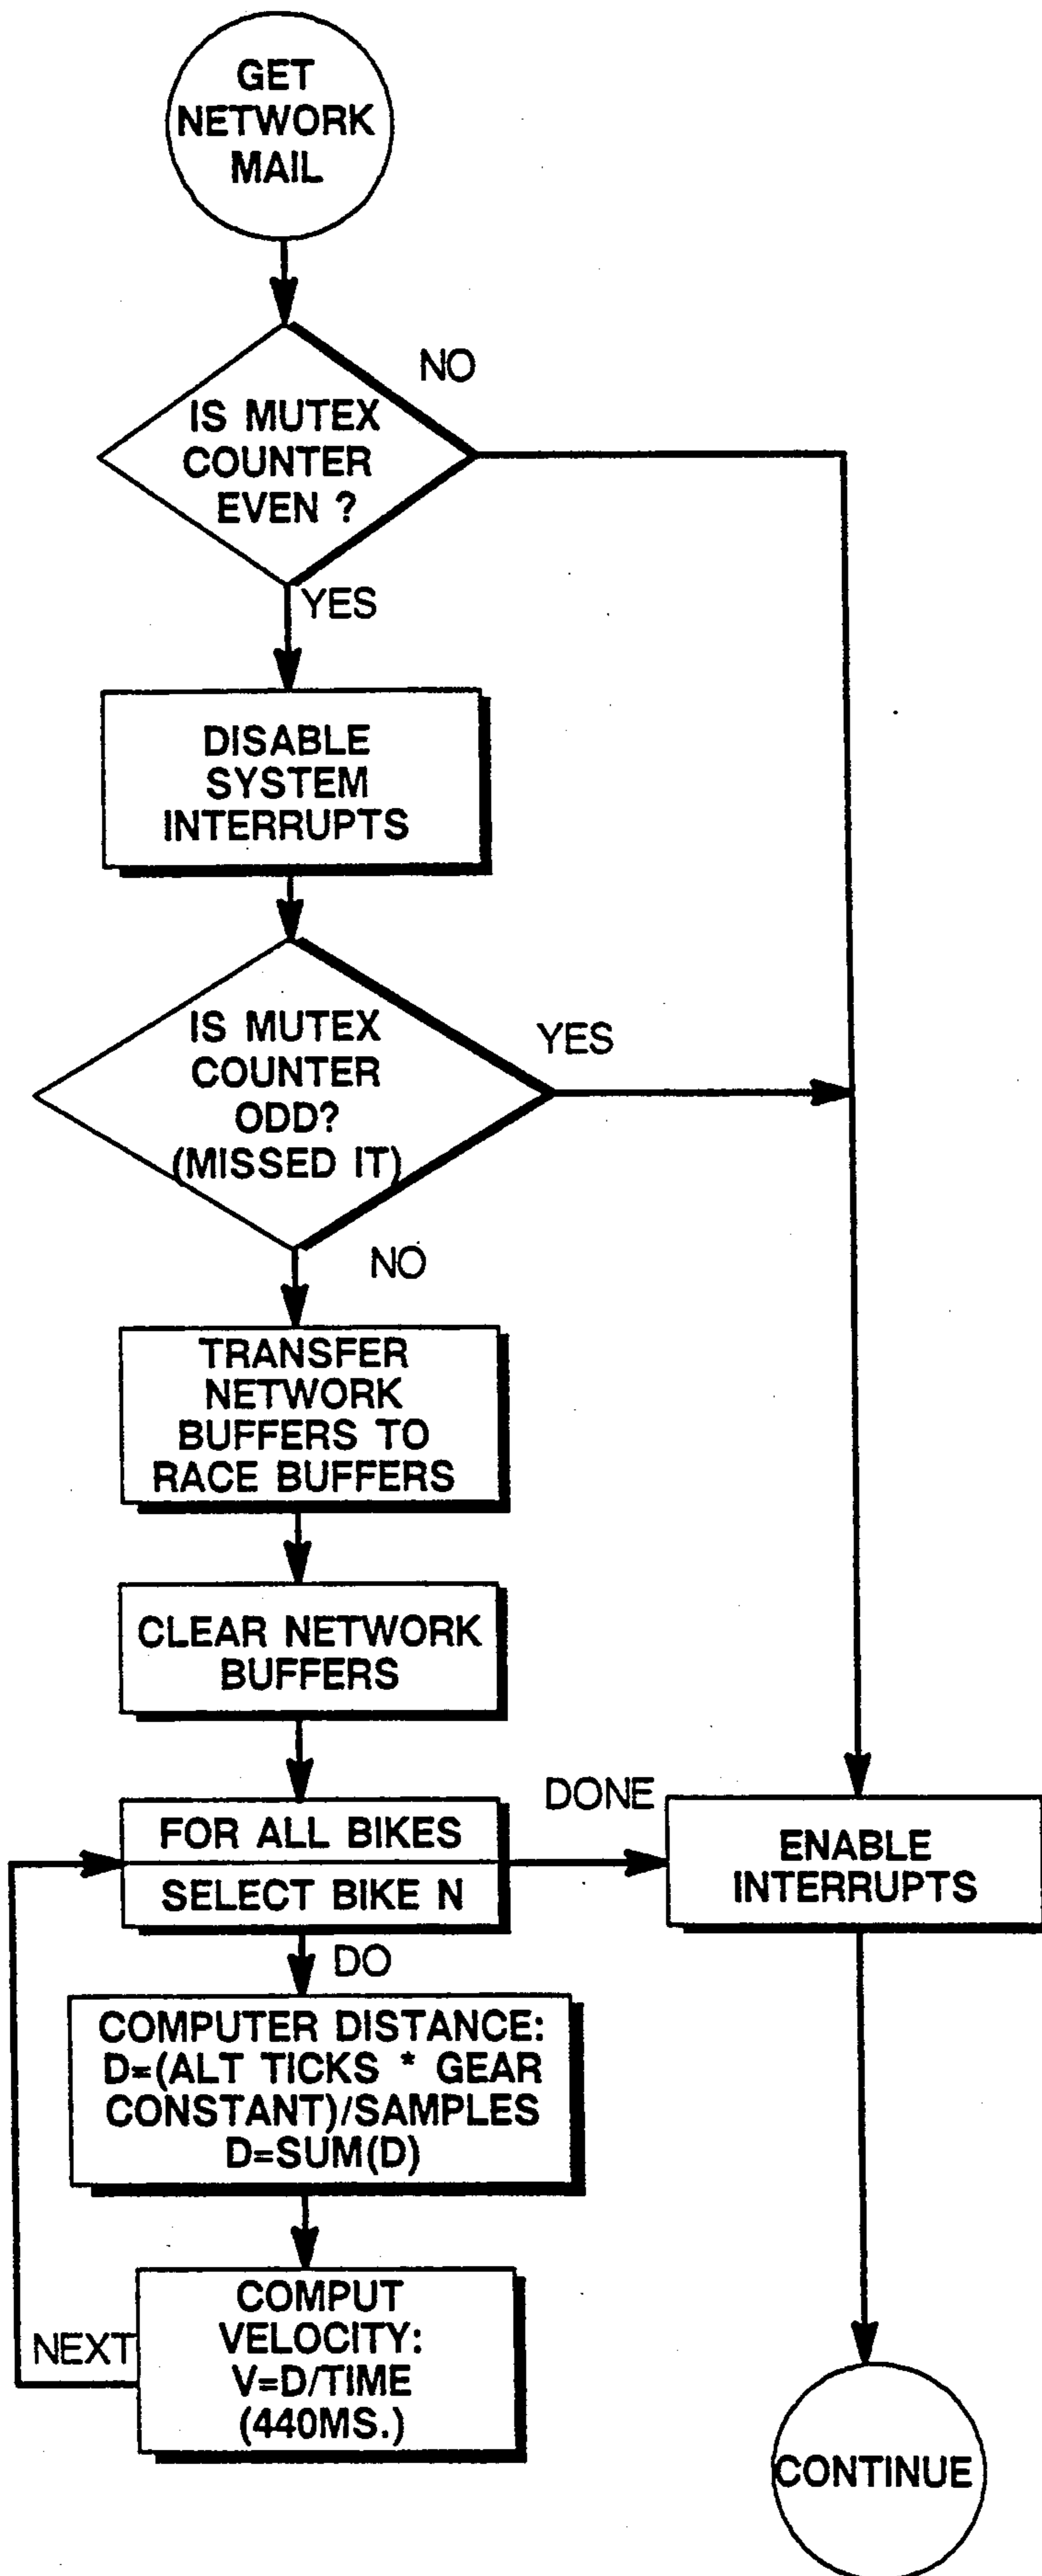 GET
NETWORK
MAIL
NO
IS MUTEX
COUNTER
EVEN ?
YES
DISABLE
SYSTEM
INTERRUPTS
IS MUTEX
COUNTER
ODD?
(MISSED IT)
YES
NO
TRANSFER
NETWORK
BUFFERS TO
RACE BUFFERS
CLEAR NETWORK
BUFFERS
FOR ALL BIKES
SELECT BIKE N
DONE
ENABLE
INTERRUPTS
DO
COMPUTER DISTANCE:
D=(ALT TICKS * GEAR
CONSTANT)/SAMPLES
D=SUM(D)
COMPUT
VELOCITY:
V=D/TIME
(440MS.)
NEXT
CONTINUE